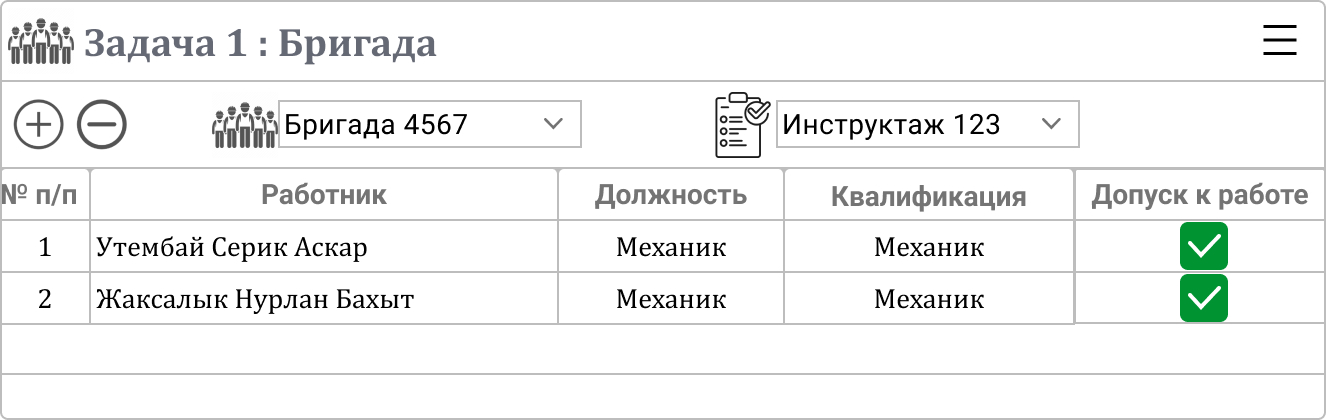 Задача 1 : Бригада
Бригада 4567 Инструктаж 123
№ п/п Работник Должность Квалификация Допуск к работе
1 Утембай Серик Аскар Механик Механик
2 Жаксалык Нурлан Бахыт Механик Механик